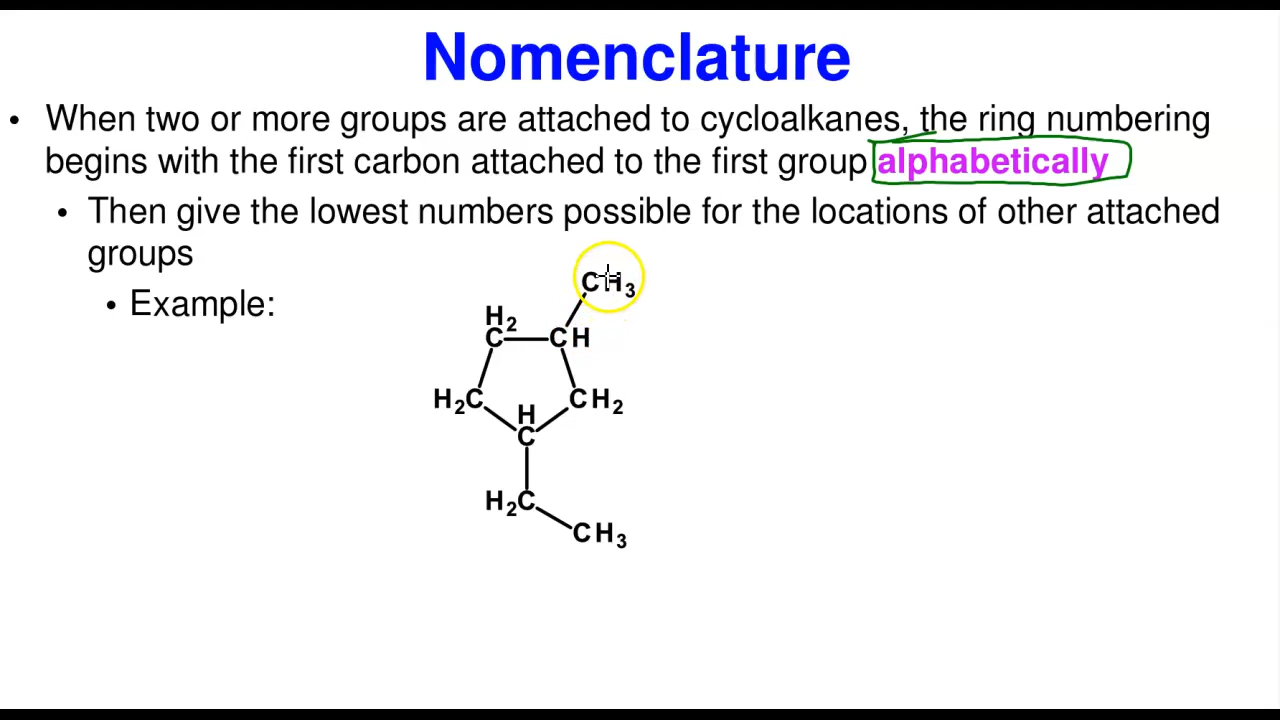 Nomenclature
• When two or more groups are attached to cycloalkanes, the ring numbering
begins with the first carbon attached to the first group alphabetically
• Then give the lowest numbers possible for the locations of other attached
groups
• Example:
CH3
H2
C CH
H2C H CH2
C
H2C
CH3